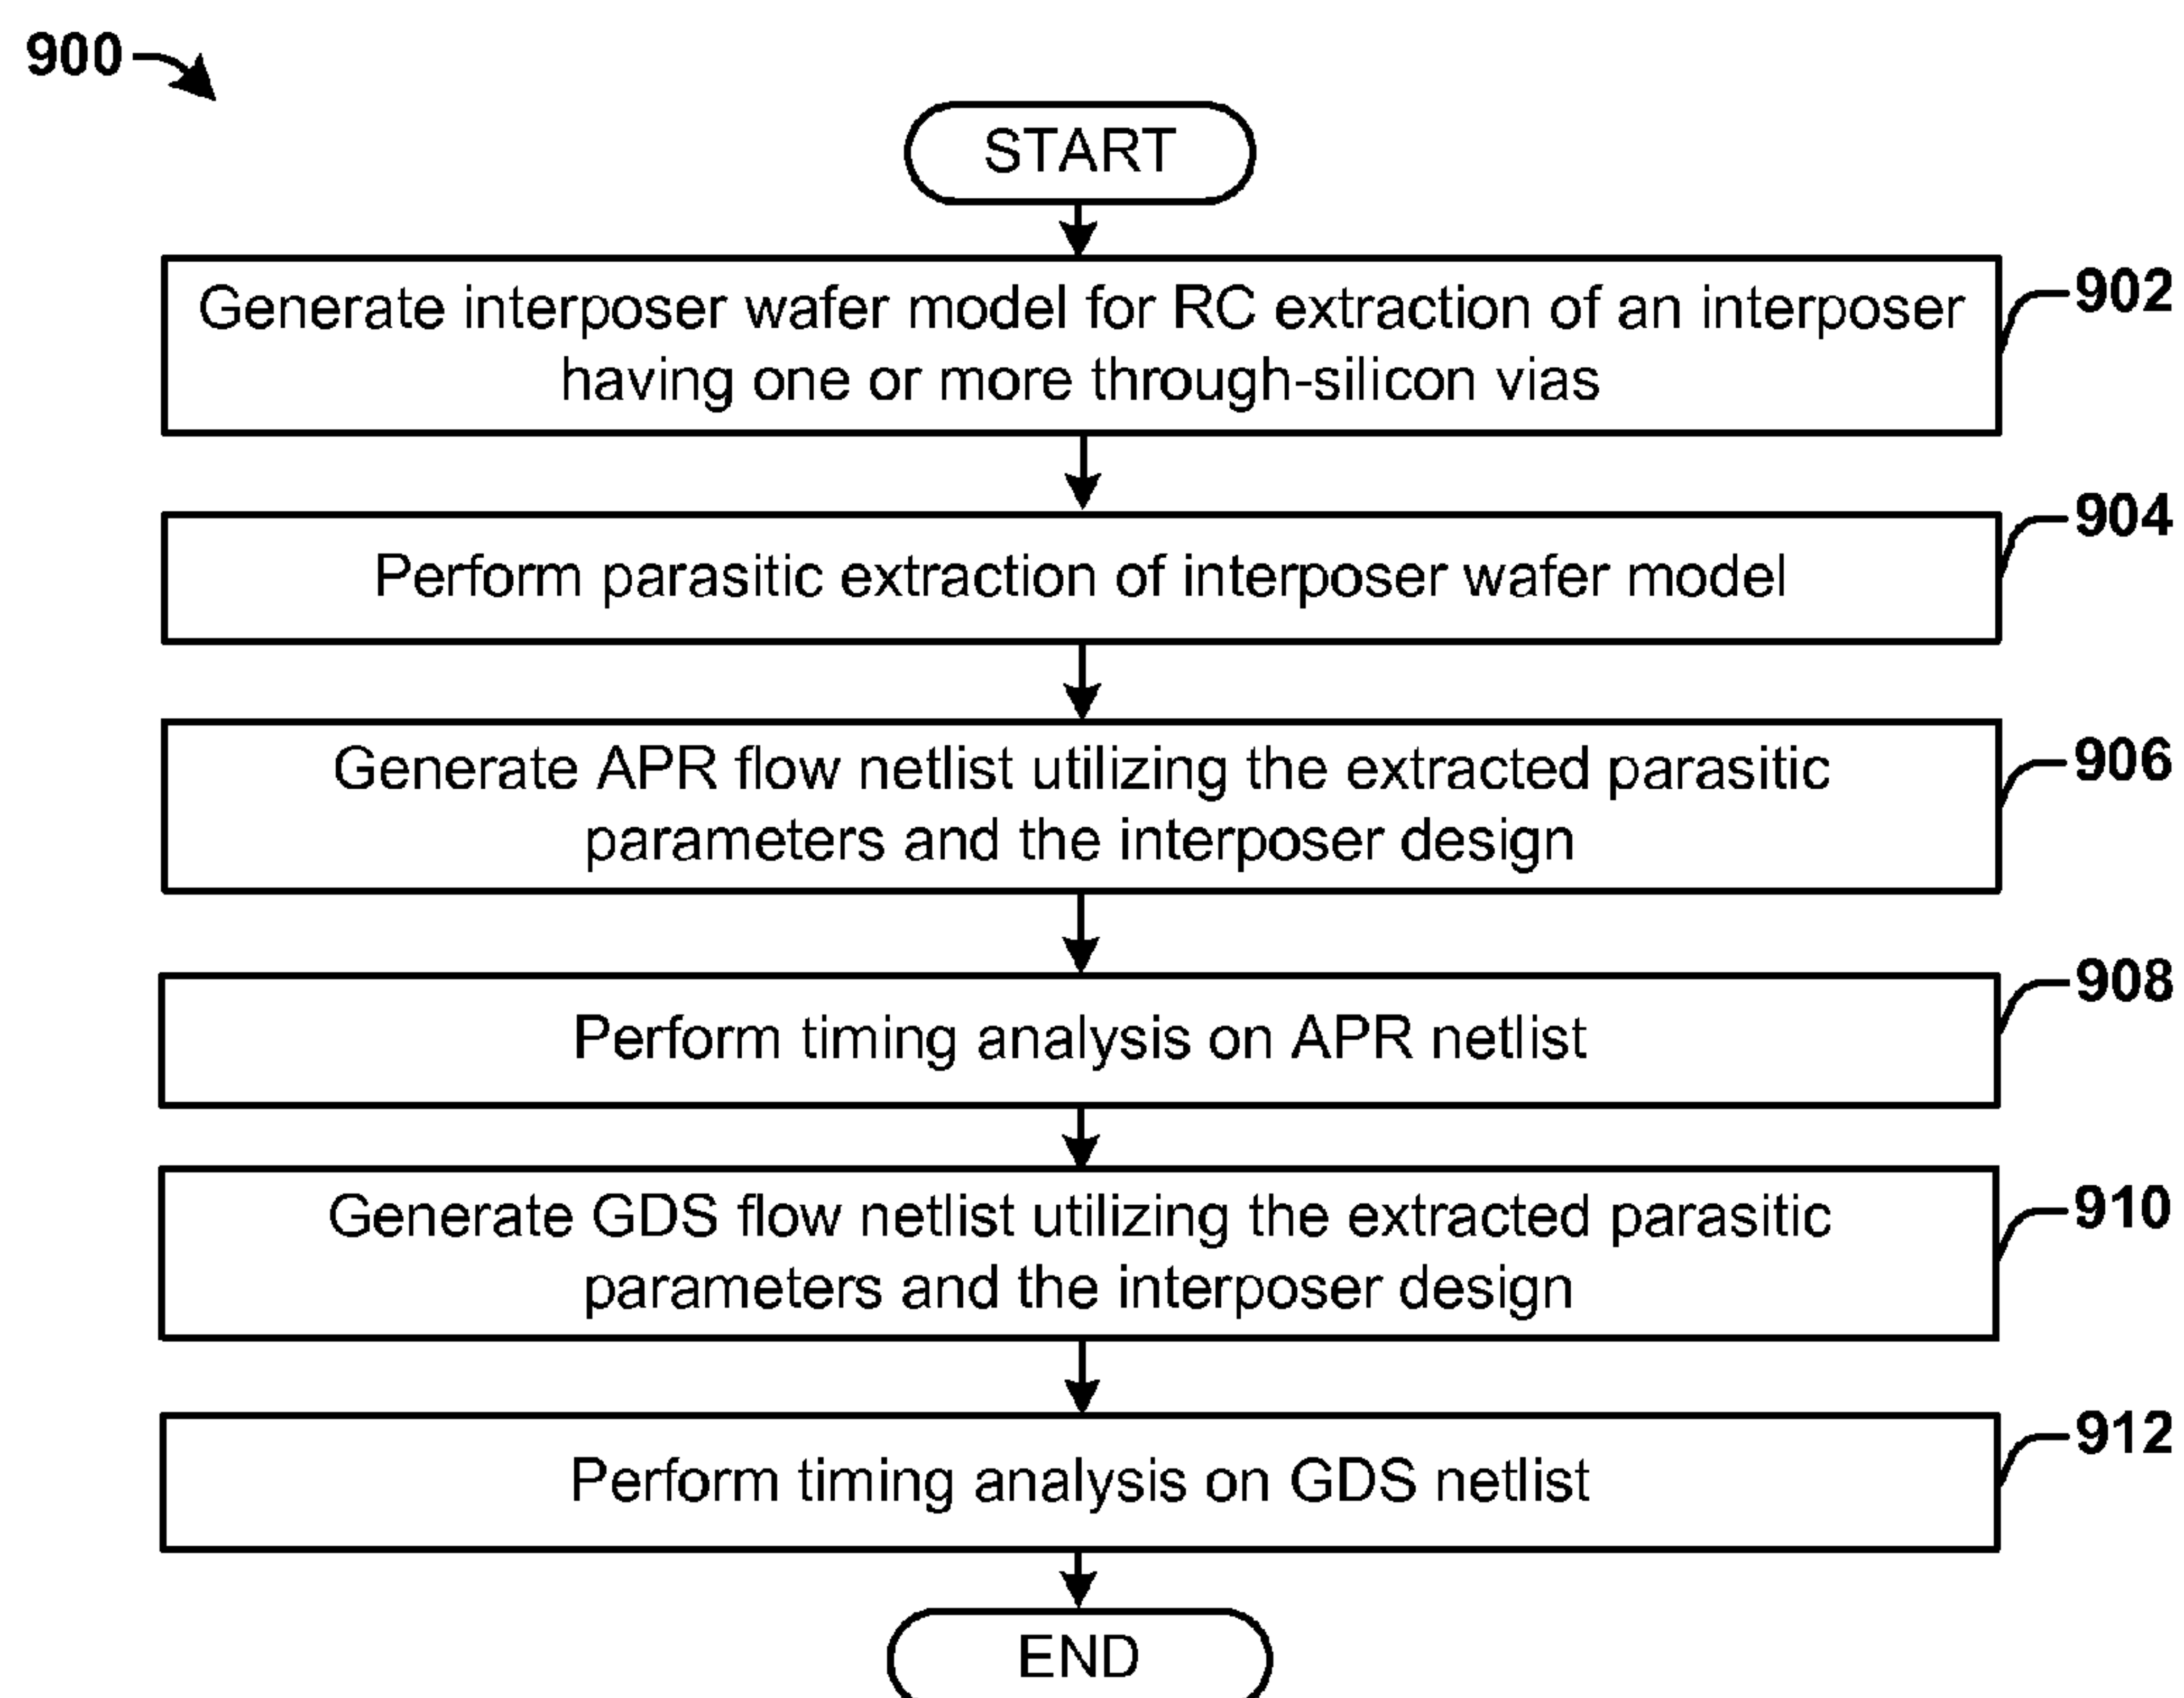 900
START
Generate interposer wafer model for RC extraction of an interposer
having one or more through-silicon vias
902
Perform parasitic extraction of interposer wafer model
904
Generate APR flow netlist utilizing the extracted parasitic
parameters and the interposer design
906
Perform timing analysis on APR netlist
908
Generate GDS flow netlist utilizing the extracted parasitic
parameters and the interposer design
910
Perform timing analysis on GDS netlist
912
END